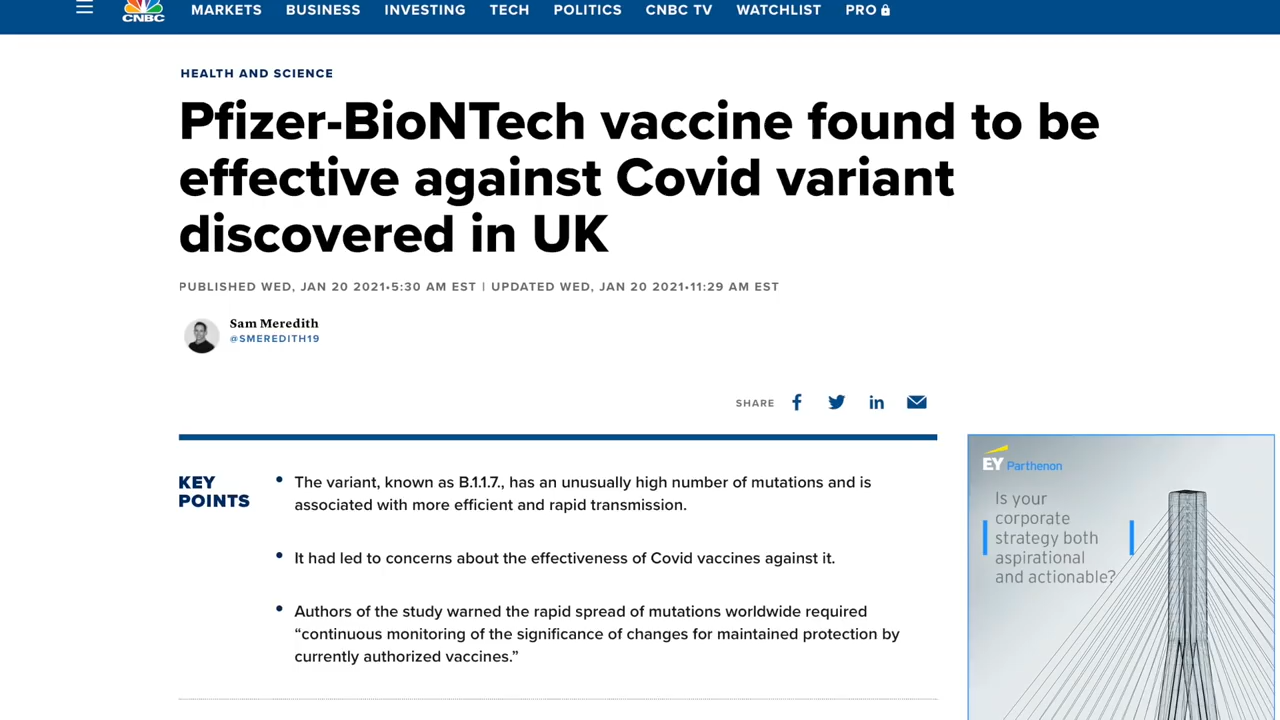 CNBC
MARKETS BUSINESS INVESTING TECH POLITICS CNBC TV WATCHLIST PRO
HEALTH AND SCIENCE
Pfizer-BioNTech vaccine found to be
effective against Covid variant
discovered in UK
PUBLISHED WED, JAN 20 2021•5:30 AM EST | UPDATED WED, JAN 20 2021•11:29 AM EST
Sam Meredith
@SMEREDITH19
SHARE
KEY
POINTS
• The variant, known as B.1.1.7., has an unusually high number of mutations and is
associated with more efficient and rapid transmission.
• It had led to concerns about the effectiveness of Covid vaccines against it.
• Authors of the study warned the rapid spread of mutations worldwide required
“continuous monitoring of the significance of changes for maintained protection by
currently authorized vaccines.”
EY Parthenon
Is your
corporate
strategy both
aspirational
and actionable?